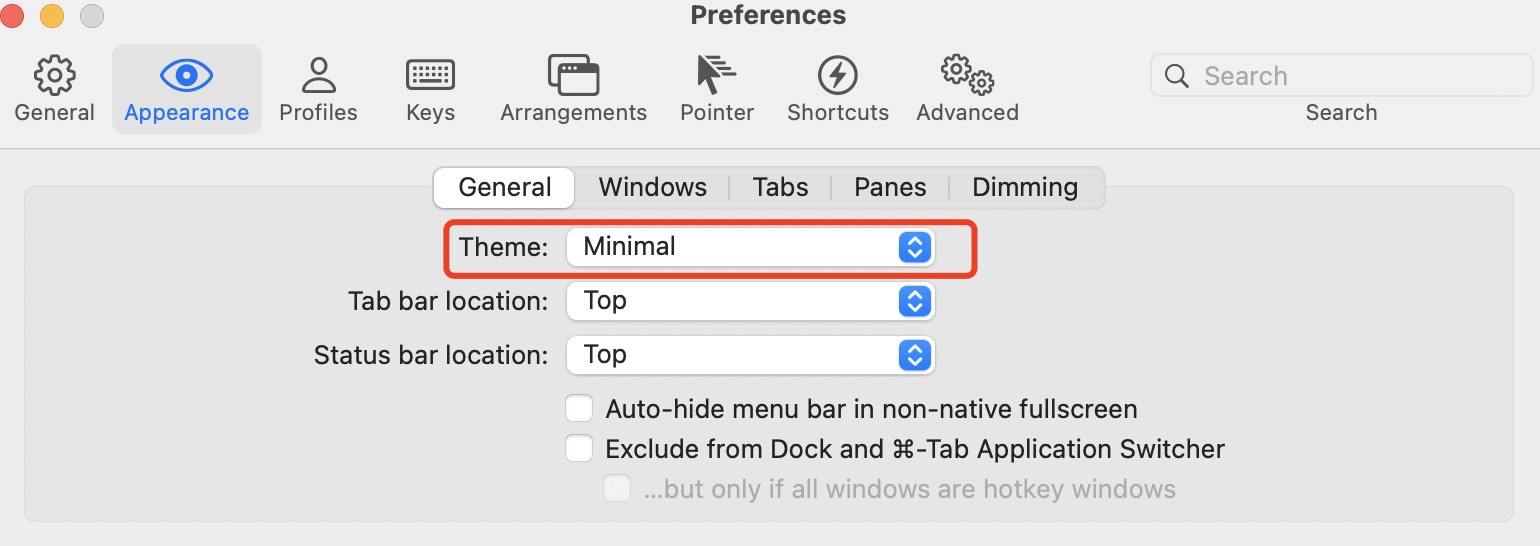 Preferences
General Appearance Profiles Keys Arrangements Pointer Shortcuts Advanced Search
Search
General Windows Tabs Panes Dimming
Theme: Minimal
Tab bar location: Top
Status bar location: Top
Auto-hide menu bar in non-native fullscreen
Exclude from Dock and ⌘-Tab Application Switcher
...but only if all windows are hotkey windows